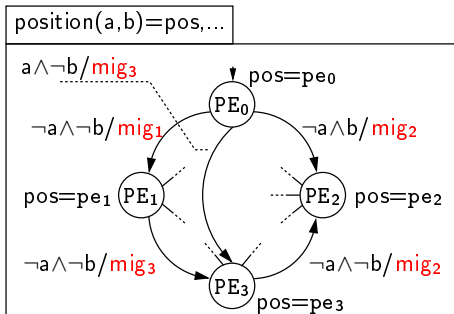 position(a,b)=pos,...
a∧¬b/mig₃
pos=pe₀
PE₀
¬a∧¬b/mig₁
¬a∧b/mig₂
pos=pe₁
PE₁
PE₂
pos=pe₂
¬a∧¬b/mig₃
¬a∧¬b/mig₂
PE₃
pos=pe₃